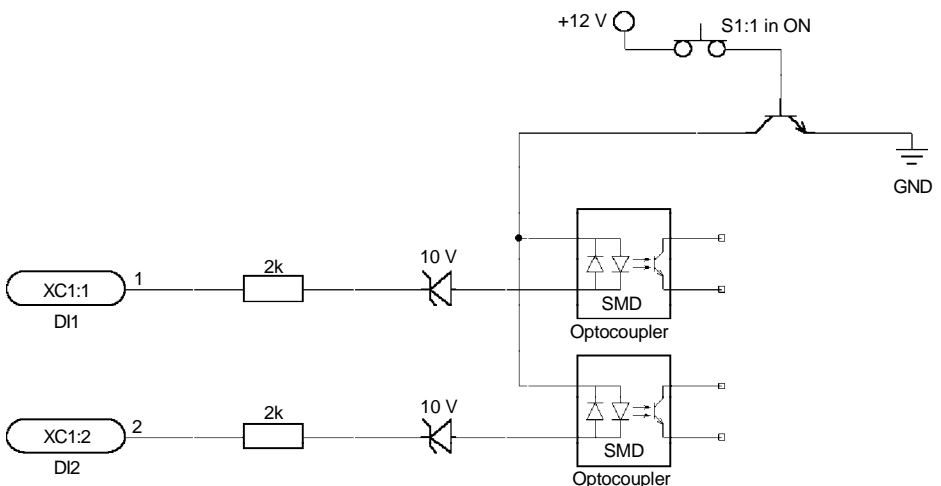 +12 V
S1:1 in ON
GND
10 V
2k
XC1:1
1
DI1
SMD
Optocoupler
10 V
2k
XC1:2
2
DI2
SMD
Optocoupler